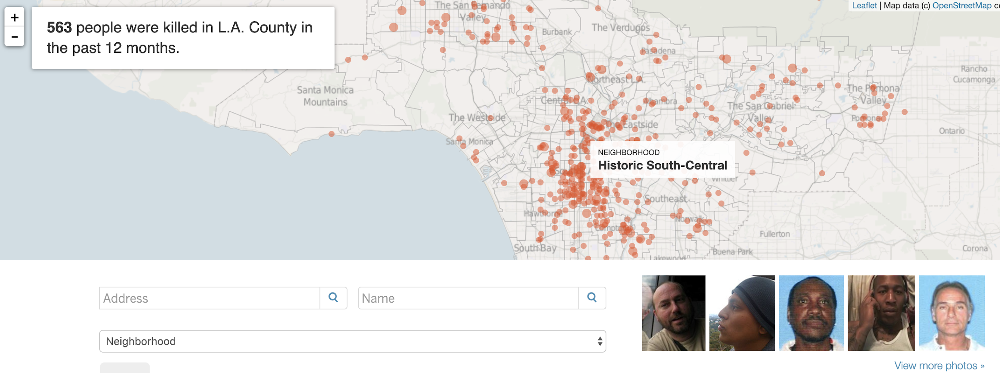 +
−
563 people were killed in L.A. County in
the past 12 months.
Leaflet | Map data (c) OpenStreetMap co
The San Fernando
Valley
Burbank
The Verdugos
Pasadena
Rancho
Cucamonga
Northeast L.A.
Santa Monica
Mountains
Central L.A.
Alhambra
The Pomona
Valley
The San Gabriel
Valley
The Westside
The Eastside
Pomona
Ontario
Santa Monica
NEIGHBORHOOD
Historic South-Central
Whittier
Southeast
Hawthorne
Norwalk
Compton
Fullerton
South Bay
Buena Park
Corona
Lakewood
Address
Name
Neighborhood
View more photos »